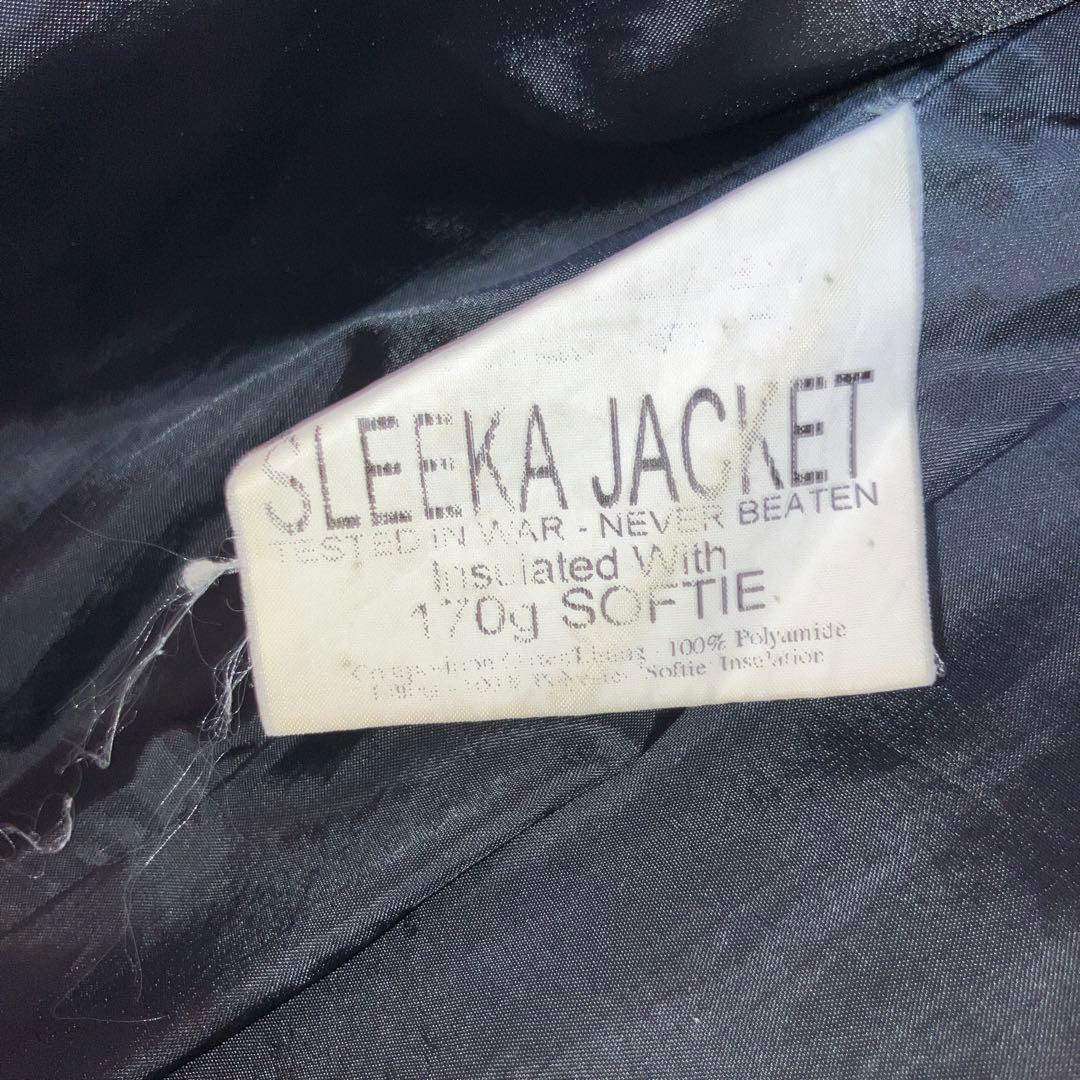 SLEEKA JACKET
TESTED IN WAR - NEVER BEATEN
Insulated With
170g SOFTIE
100% Polyamide
Softie Insulation